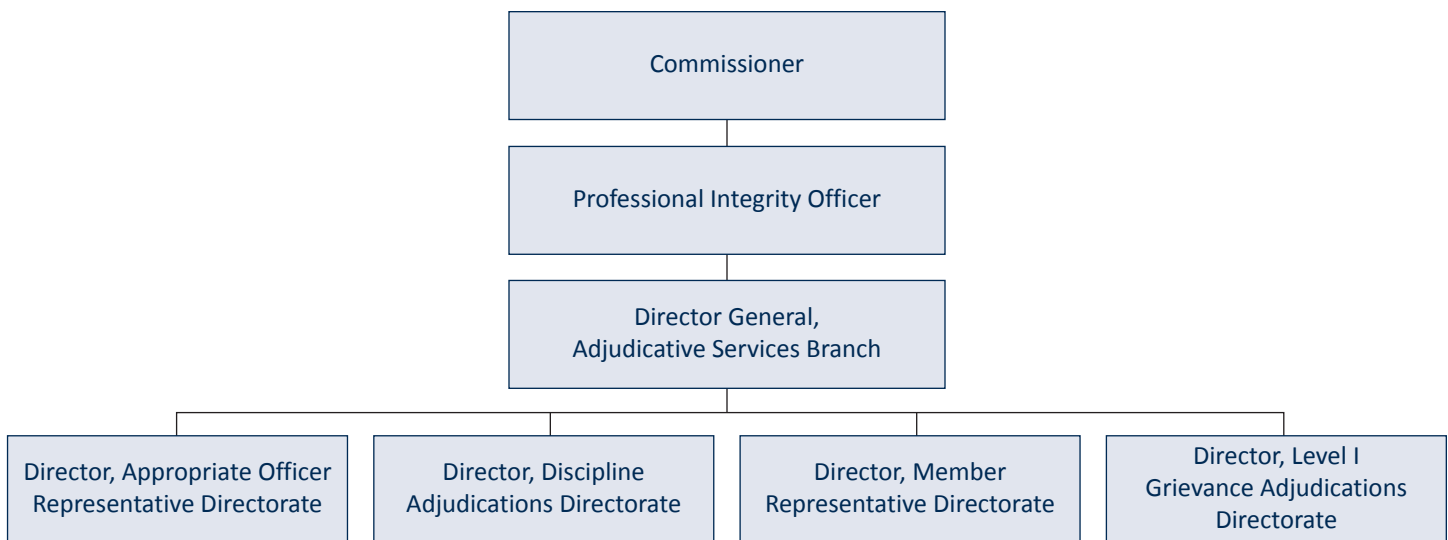 Commissioner
Professional Integrity Officer
Director General,
Adjudicative Services Branch
Director, Appropriate Officer
Representative Directorate
Director, Discipline
Adjudications Directorate
Director, Member
Representative Directorate
Director, Level I
Grievance Adjudications
Directorate